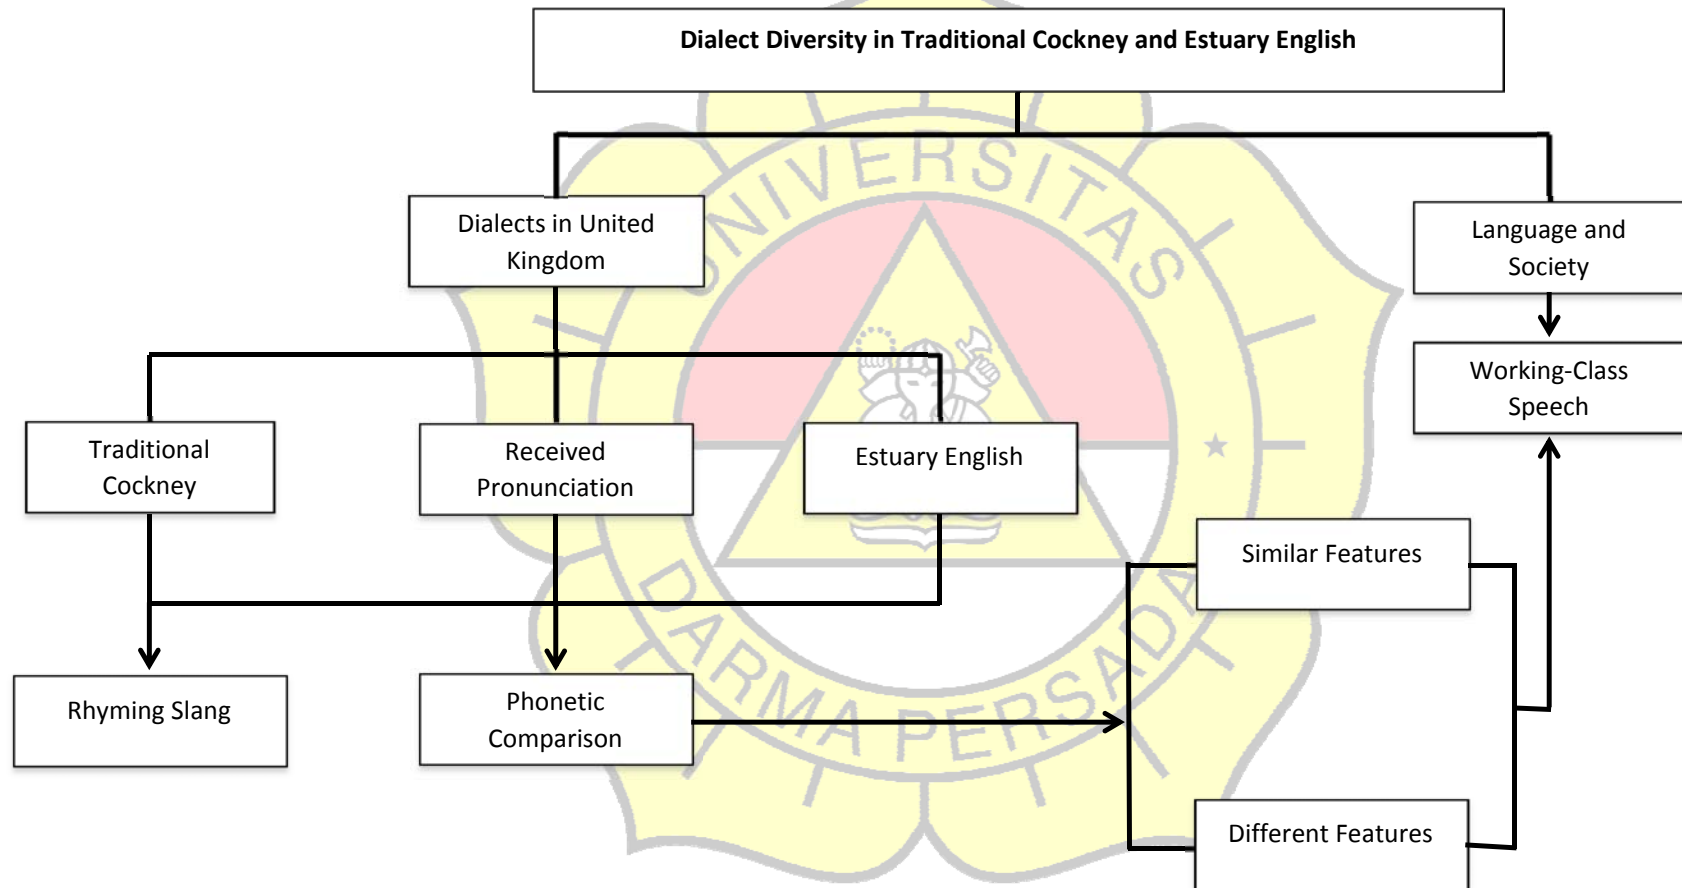 Dialect Diversity in Traditional Cockney and Estuary English
Dialects in United
Kingdom
Language and
Society
Working-Class
Speech
Traditional
Cockney
Received
Pronunciation
Estuary English
Similar Features
Rhyming Slang
Phonetic
Comparison
Different Features
UNIVERSITAS
DARMA PERSADA